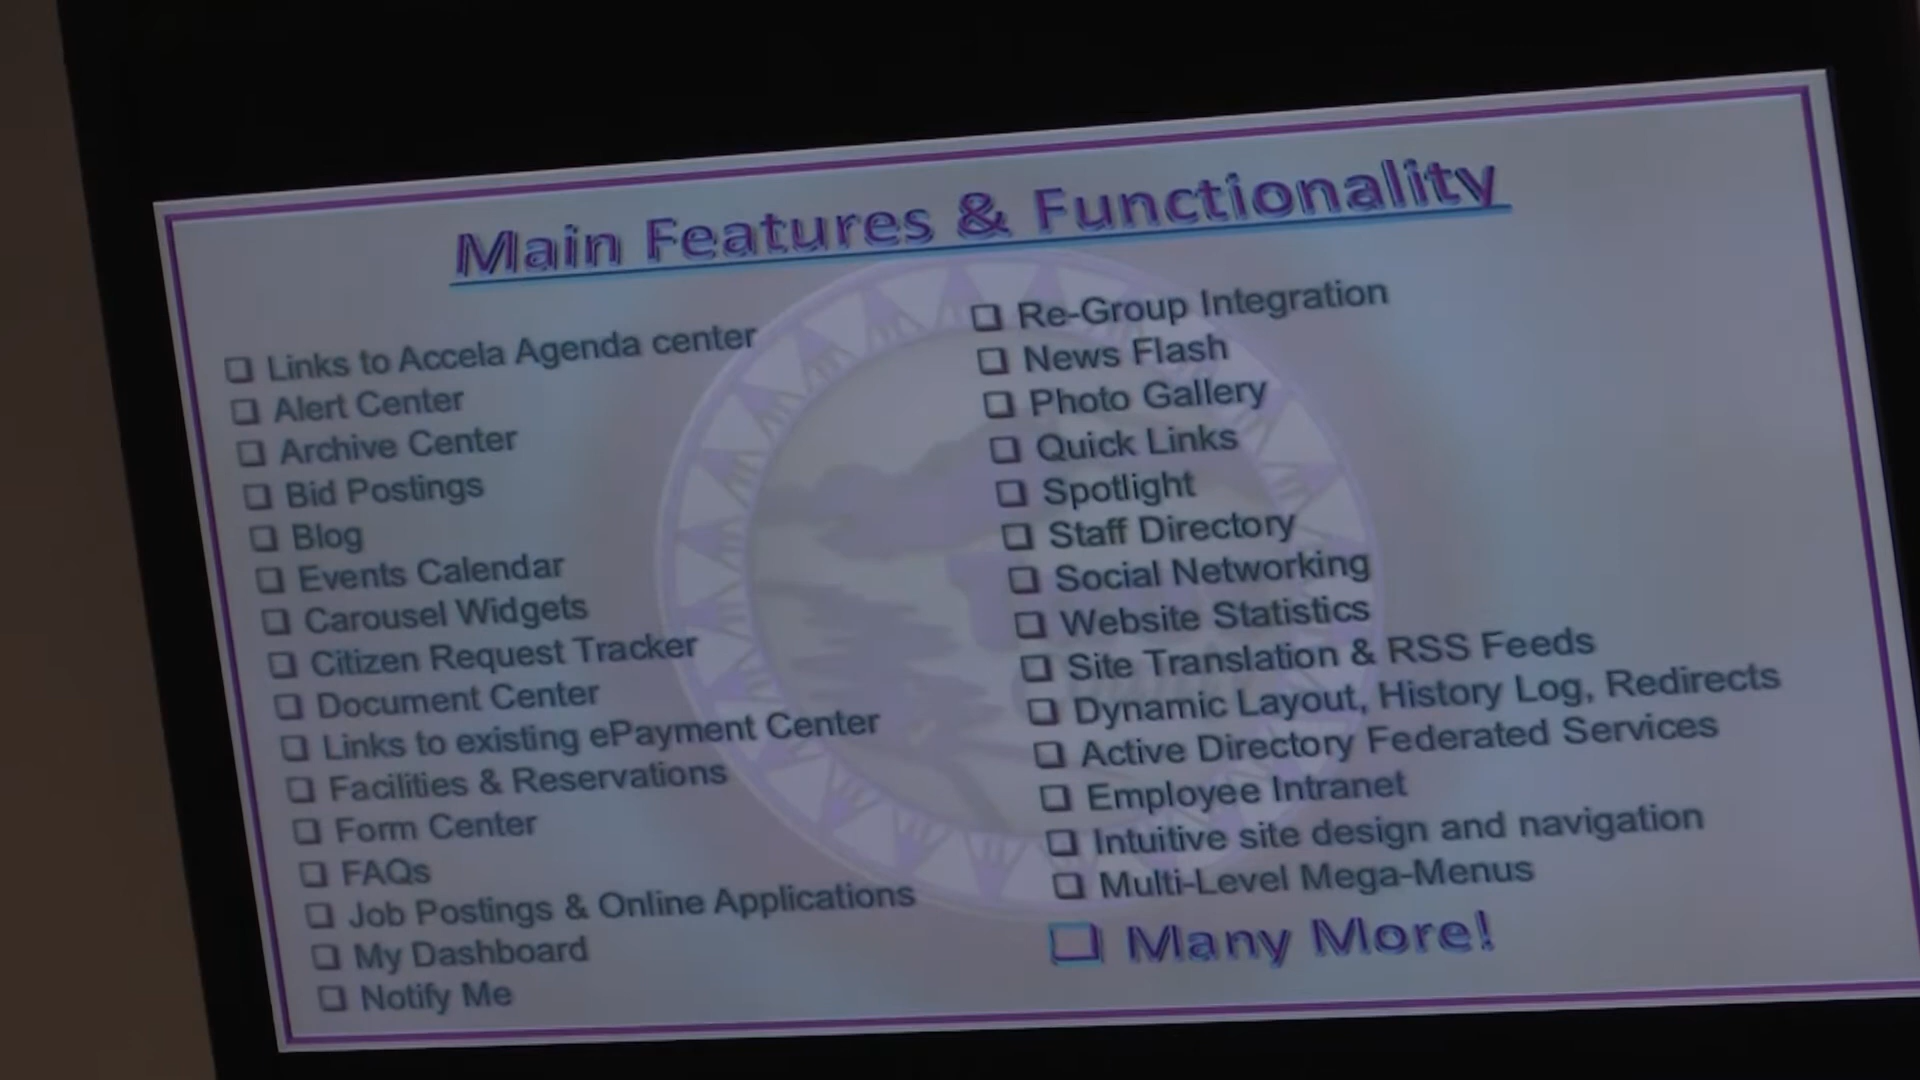 Main Features & Functionality
❑ Links to Accela Agenda center
❑ Alert Center
❑ Archive Center
❑ Bid Postings
❑ Blog
❑ Events Calendar
❑ Carousel Widgets
❑ Citizen Request Tracker
❑ Document Center
❑ Links to existing ePayment Center
❑ Facilities & Reservations
❑ Form Center
❑ FAQs
❑ Job Postings & Online Applications
❑ My Dashboard
❑ Notify Me
❑ Re-Group Integration
❑ News Flash
❑ Photo Gallery
❑ Quick Links
❑ Spotlight
❑ Staff Directory
❑ Social Networking
❑ Website Statistics
❑ Site Translation & RSS Feeds
❑ Dynamic Layout, History Log, Redirects
❑ Active Directory Federated Services
❑ Employee Intranet
❑ Intuitive site design and navigation
❑ Multi-Level Mega-Menus
❑ Many More!